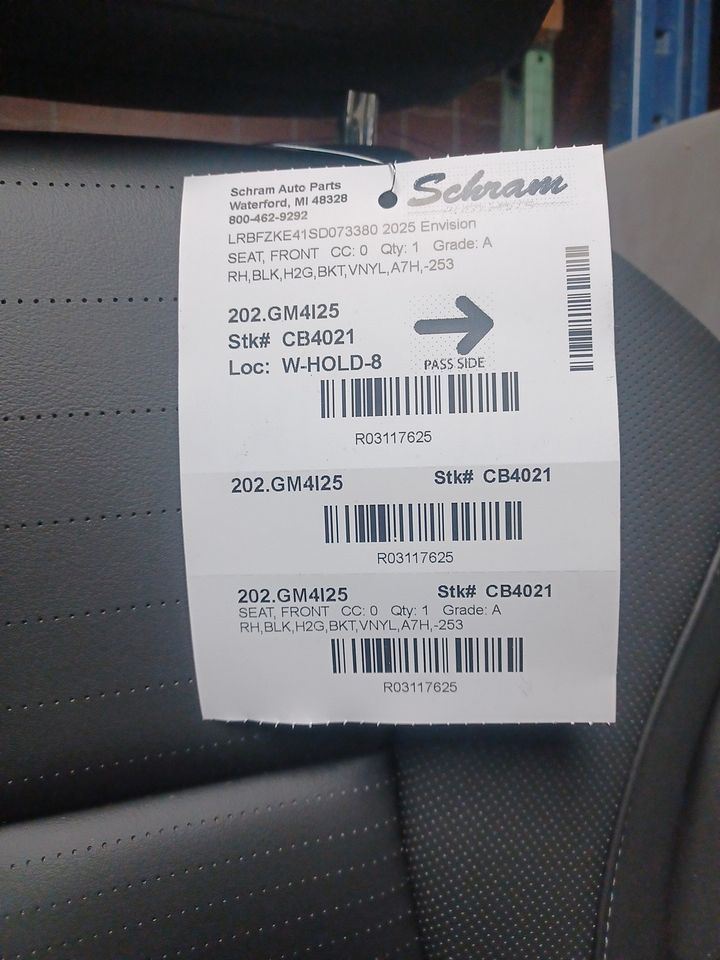 Schram Auto Parts
Waterford, MI 48328
800-462-9292
Schram
LRBFZKE41SD073380 2025 Envision
SEAT, FRONT CC: 0 Qty: 1 Grade: A
RH,BLK,H2G,BKT,VNYL,A7H,-253
202.GM4I25
Stk# CB4021
Loc: W-HOLD-8
PASS SIDE
R03117625
202.GM4I25 Stk# CB4021
R03117625
202.GM4I25 Stk# CB4021
SEAT, FRONT CC: 0 Qty: 1 Grade: A
RH,BLK,H2G,BKT,VNYL,A7H,-253
R03117625